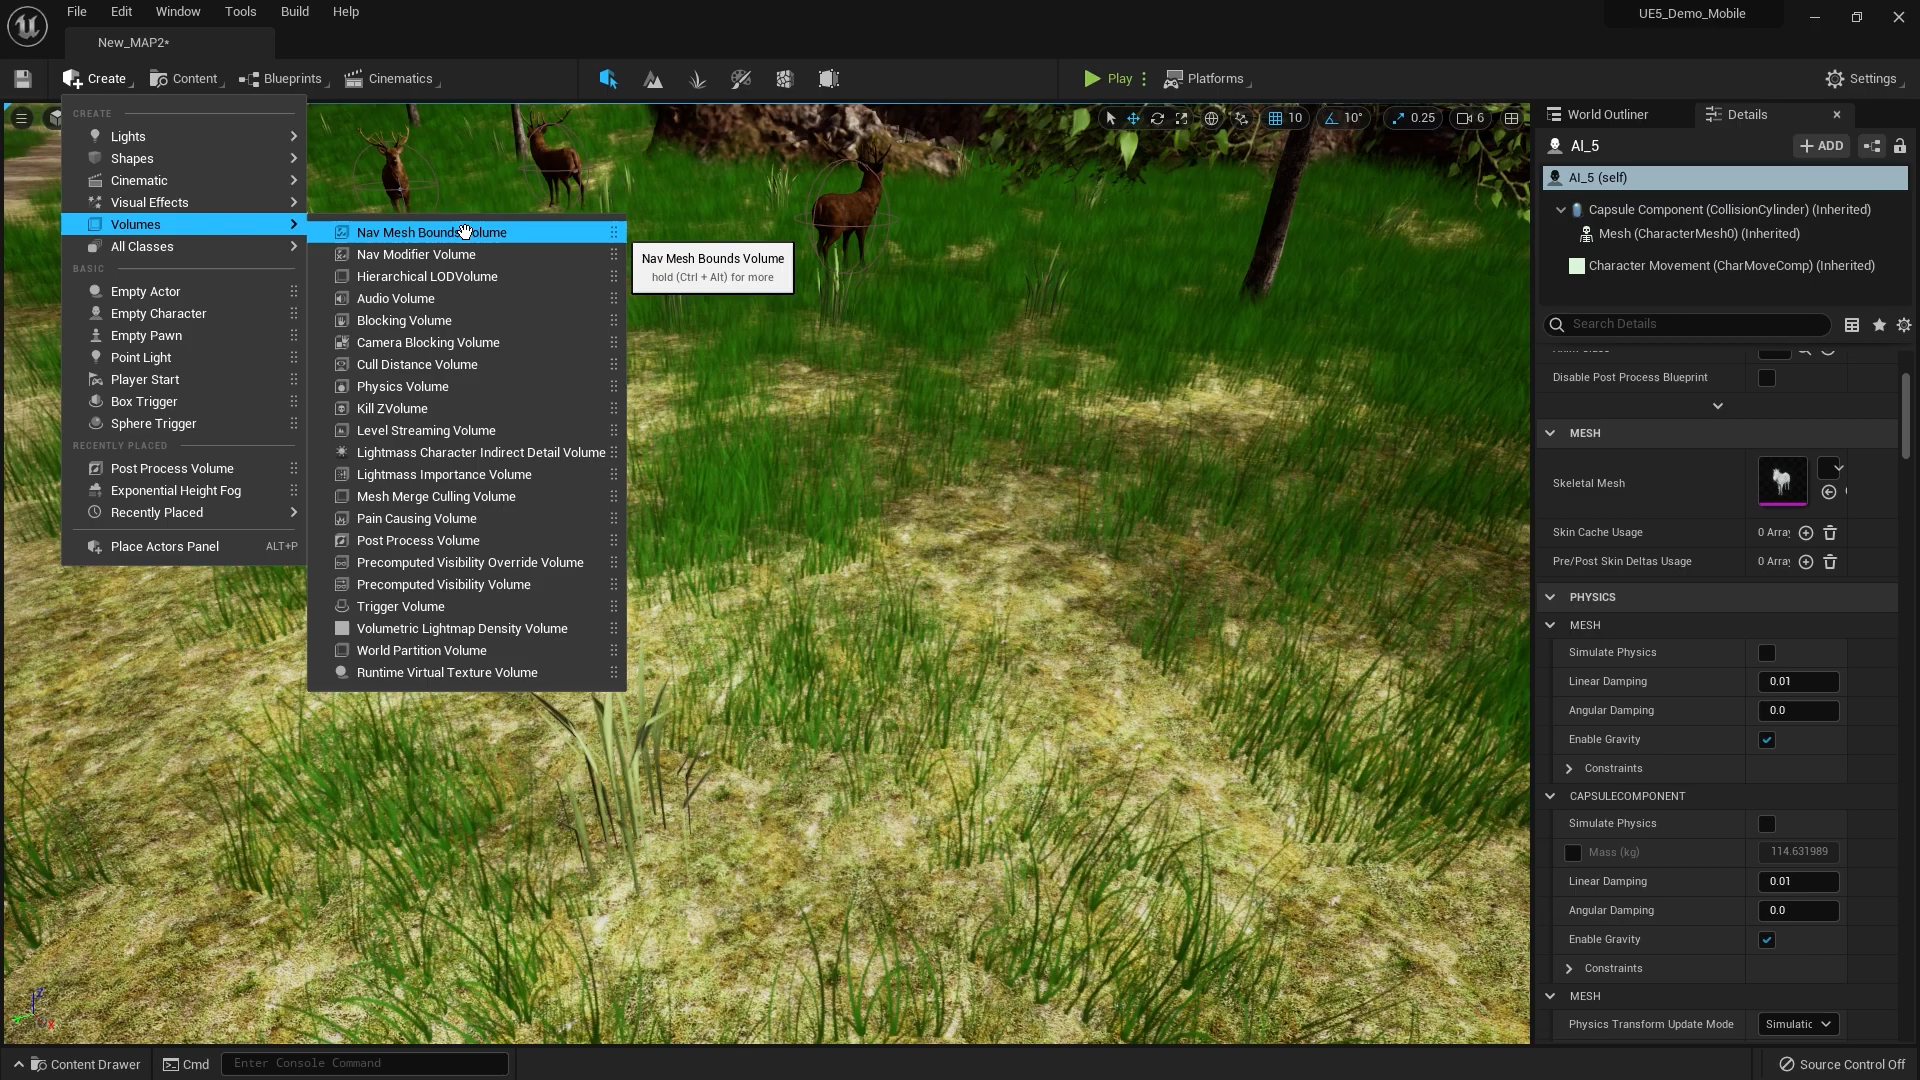 File Edit Window Tools Build Help
UE5_Demo_Mobile
New_MAP2*
Create Content Blueprints Cinematics
Play Platforms
Settings
CREATE
Lights
Shapes
Cinematic
Visual Effects
Volumes
All Classes
BASIC
Empty Actor
Empty Character
Empty Pawn
Point Light
Player Start
Box Trigger
Sphere Trigger
RECENTLY PLACED
Post Process Volume
Exponential Height Fog
Recently Placed
Place Actors Panel ALT+P
Nav Mesh Bounds Volume
Nav Modifier Volume
Hierarchical LODVolume
Audio Volume
Blocking Volume
Camera Blocking Volume
Cull Distance Volume
Physics Volume
Kill ZVolume
Level Streaming Volume
Lightmass Character Indirect Detail Volume
Lightmass Importance Volume
Mesh Merge Culling Volume
Pain Causing Volume
Post Process Volume
Precomputed Visibility Override Volume
Precomputed Visibility Volume
Trigger Volume
Volumetric Lightmap Density Volume
World Partition Volume
Runtime Virtual Texture Volume
Nav Mesh Bounds Volume
hold (Ctrl + Alt) for more
10 10° 0.25 6
World Outliner Details
AI_5
ADD
AI_5 (self)
Capsule Component (CollisionCylinder) (Inherited)
Mesh (CharacterMesh0) (Inherited)
Character Movement (CharMoveComp) (Inherited)
Search Details
Disable Post Process Blueprint
MESH
Skeletal Mesh
Skin Cache Usage 0 Array
Pre/Post Skin Deltas Usage 0 Array
PHYSICS
MESH
Simulate Physics
Linear Damping 0.01
Angular Damping 0.0
Enable Gravity
Constraints
CAPSULECOMPONENT
Simulate Physics
Mass (kg) 114.631989
Linear Damping 0.01
Angular Damping 0.0
Enable Gravity
Constraints
MESH
Physics Transform Update Mode Simulatic
Content Drawer Cmd Enter Console Command
Source Control Off
X